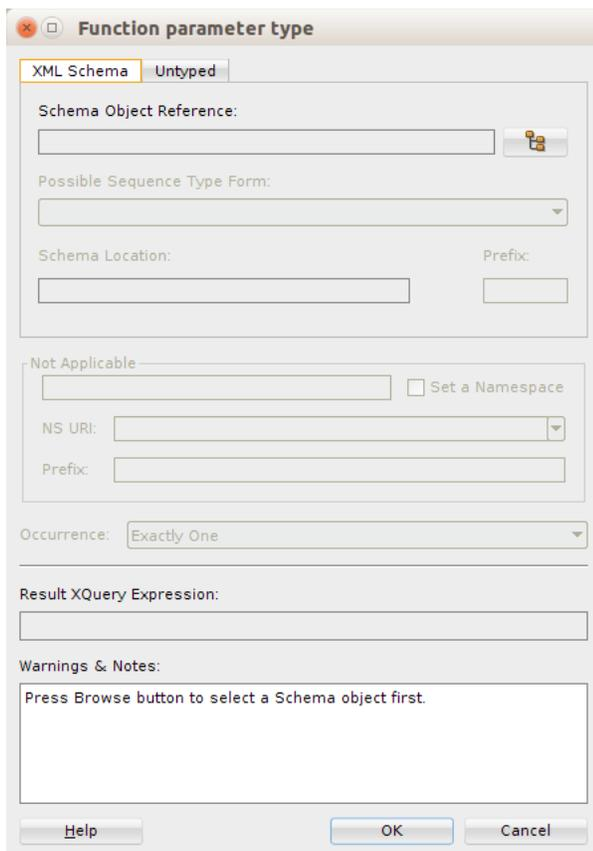 Function parameter type
XML Schema Untyped
Schema Object Reference:
Possible Sequence Type Form:
Schema Location: Prefix:
Not Applicable
Set a Namespace
NS URI:
Prefix:
Occurrence: Exactly One
Result XQuery Expression:
Warnings & Notes:
Press Browse button to select a Schema object first.
Help OK Cancel